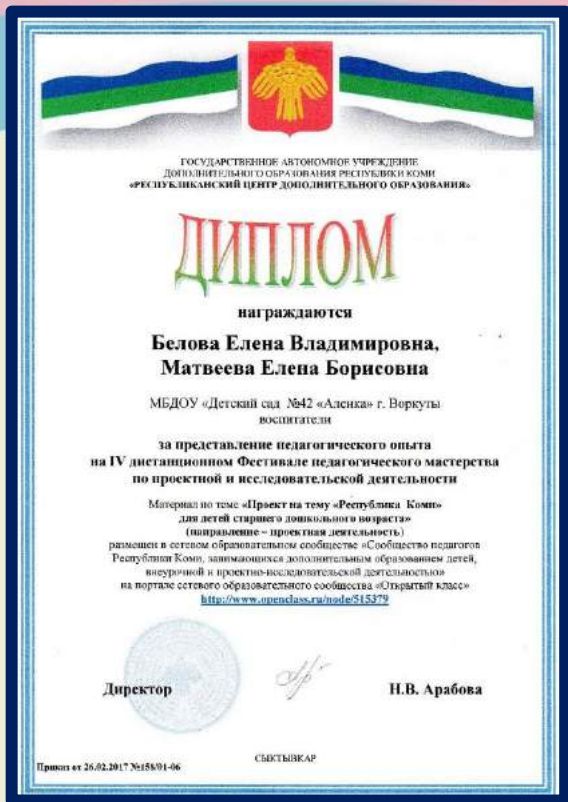 ГОСУДАРСТВЕННОЕ АВТОНОМНОЕ УЧРЕЖДЕНИЕ
ДОПОЛНИТЕЛЬНОГО ОБРАЗОВАНИЯ РЕСПУБЛИКИ КОМИ
«РЕСПУБЛИКАНСКИЙ ЦЕНТР ДОПОЛНИТЕЛЬНОГО ОБРАЗОВАНИЯ»
ДИПЛОМ
награждаются
Белова Елена Владимировна,
Матвеева Елена Борисовна
МБДОУ «Детский сад №42 «Аленка» г. Воркуты
воспитатели
за представление педагогического опыта
на IV дистанционном Фестивале педагогического мастерства
по проектной и исследовательской деятельности
Материал по теме «Проект на тему «Республика Коми»
для детей старшего дошкольного возраста»
(направление – проектная деятельность)
размещен в сетевом образовательном сообществе «Сообщество педагогов
Республики Коми, занимающихся дополнительным образованием детей,
внеурочной и проектно-исследовательской деятельностью»
на портале сетевого образовательного сообщества «Открытый класс»
http://www.openclass.ru/node/515379
Директор Н.В. Арабова
СЫКТЫВКАР
Приказ от 26.02.2017 №158/01-06